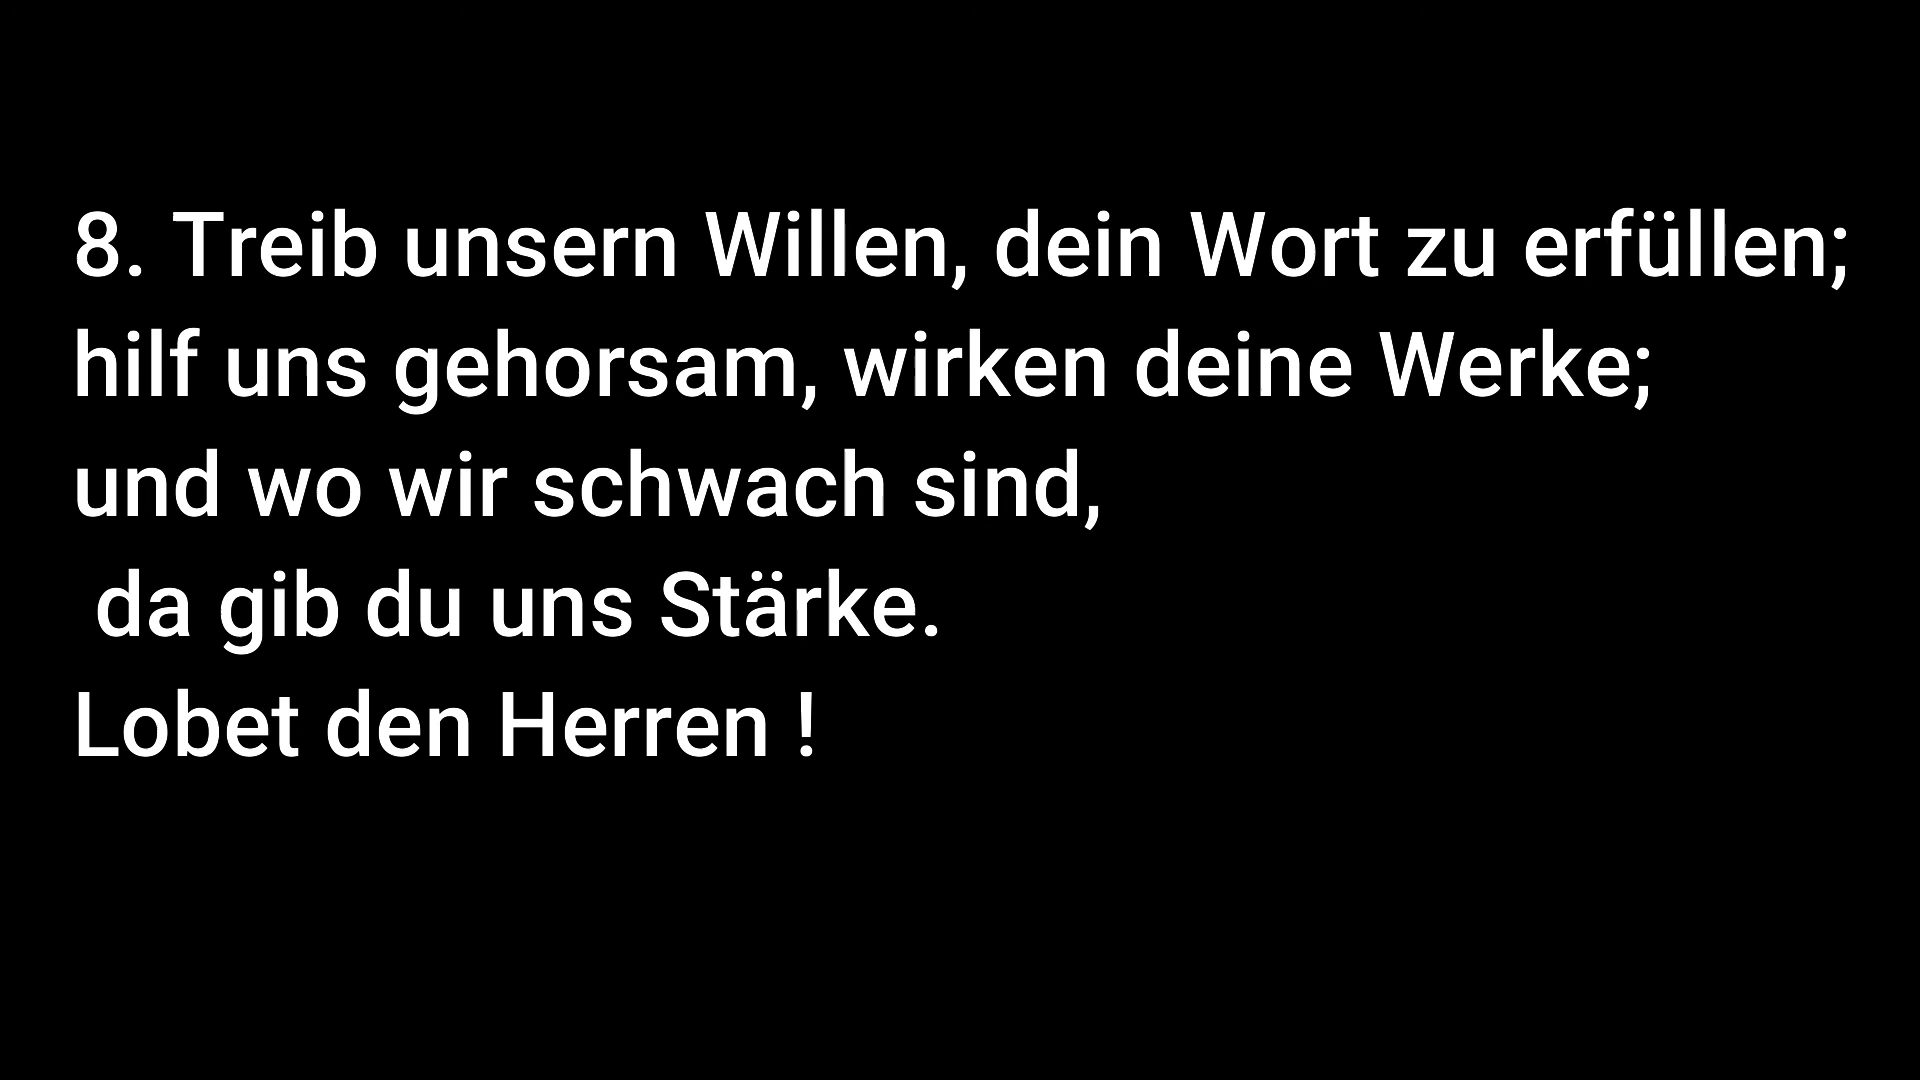 8. Treib unsern Willen, dein Wort zu erfüllen;
hilf uns gehorsam, wirken deine Werke;
und wo wir schwach sind,
da gib du uns Stärke.
Lobet den Herren !